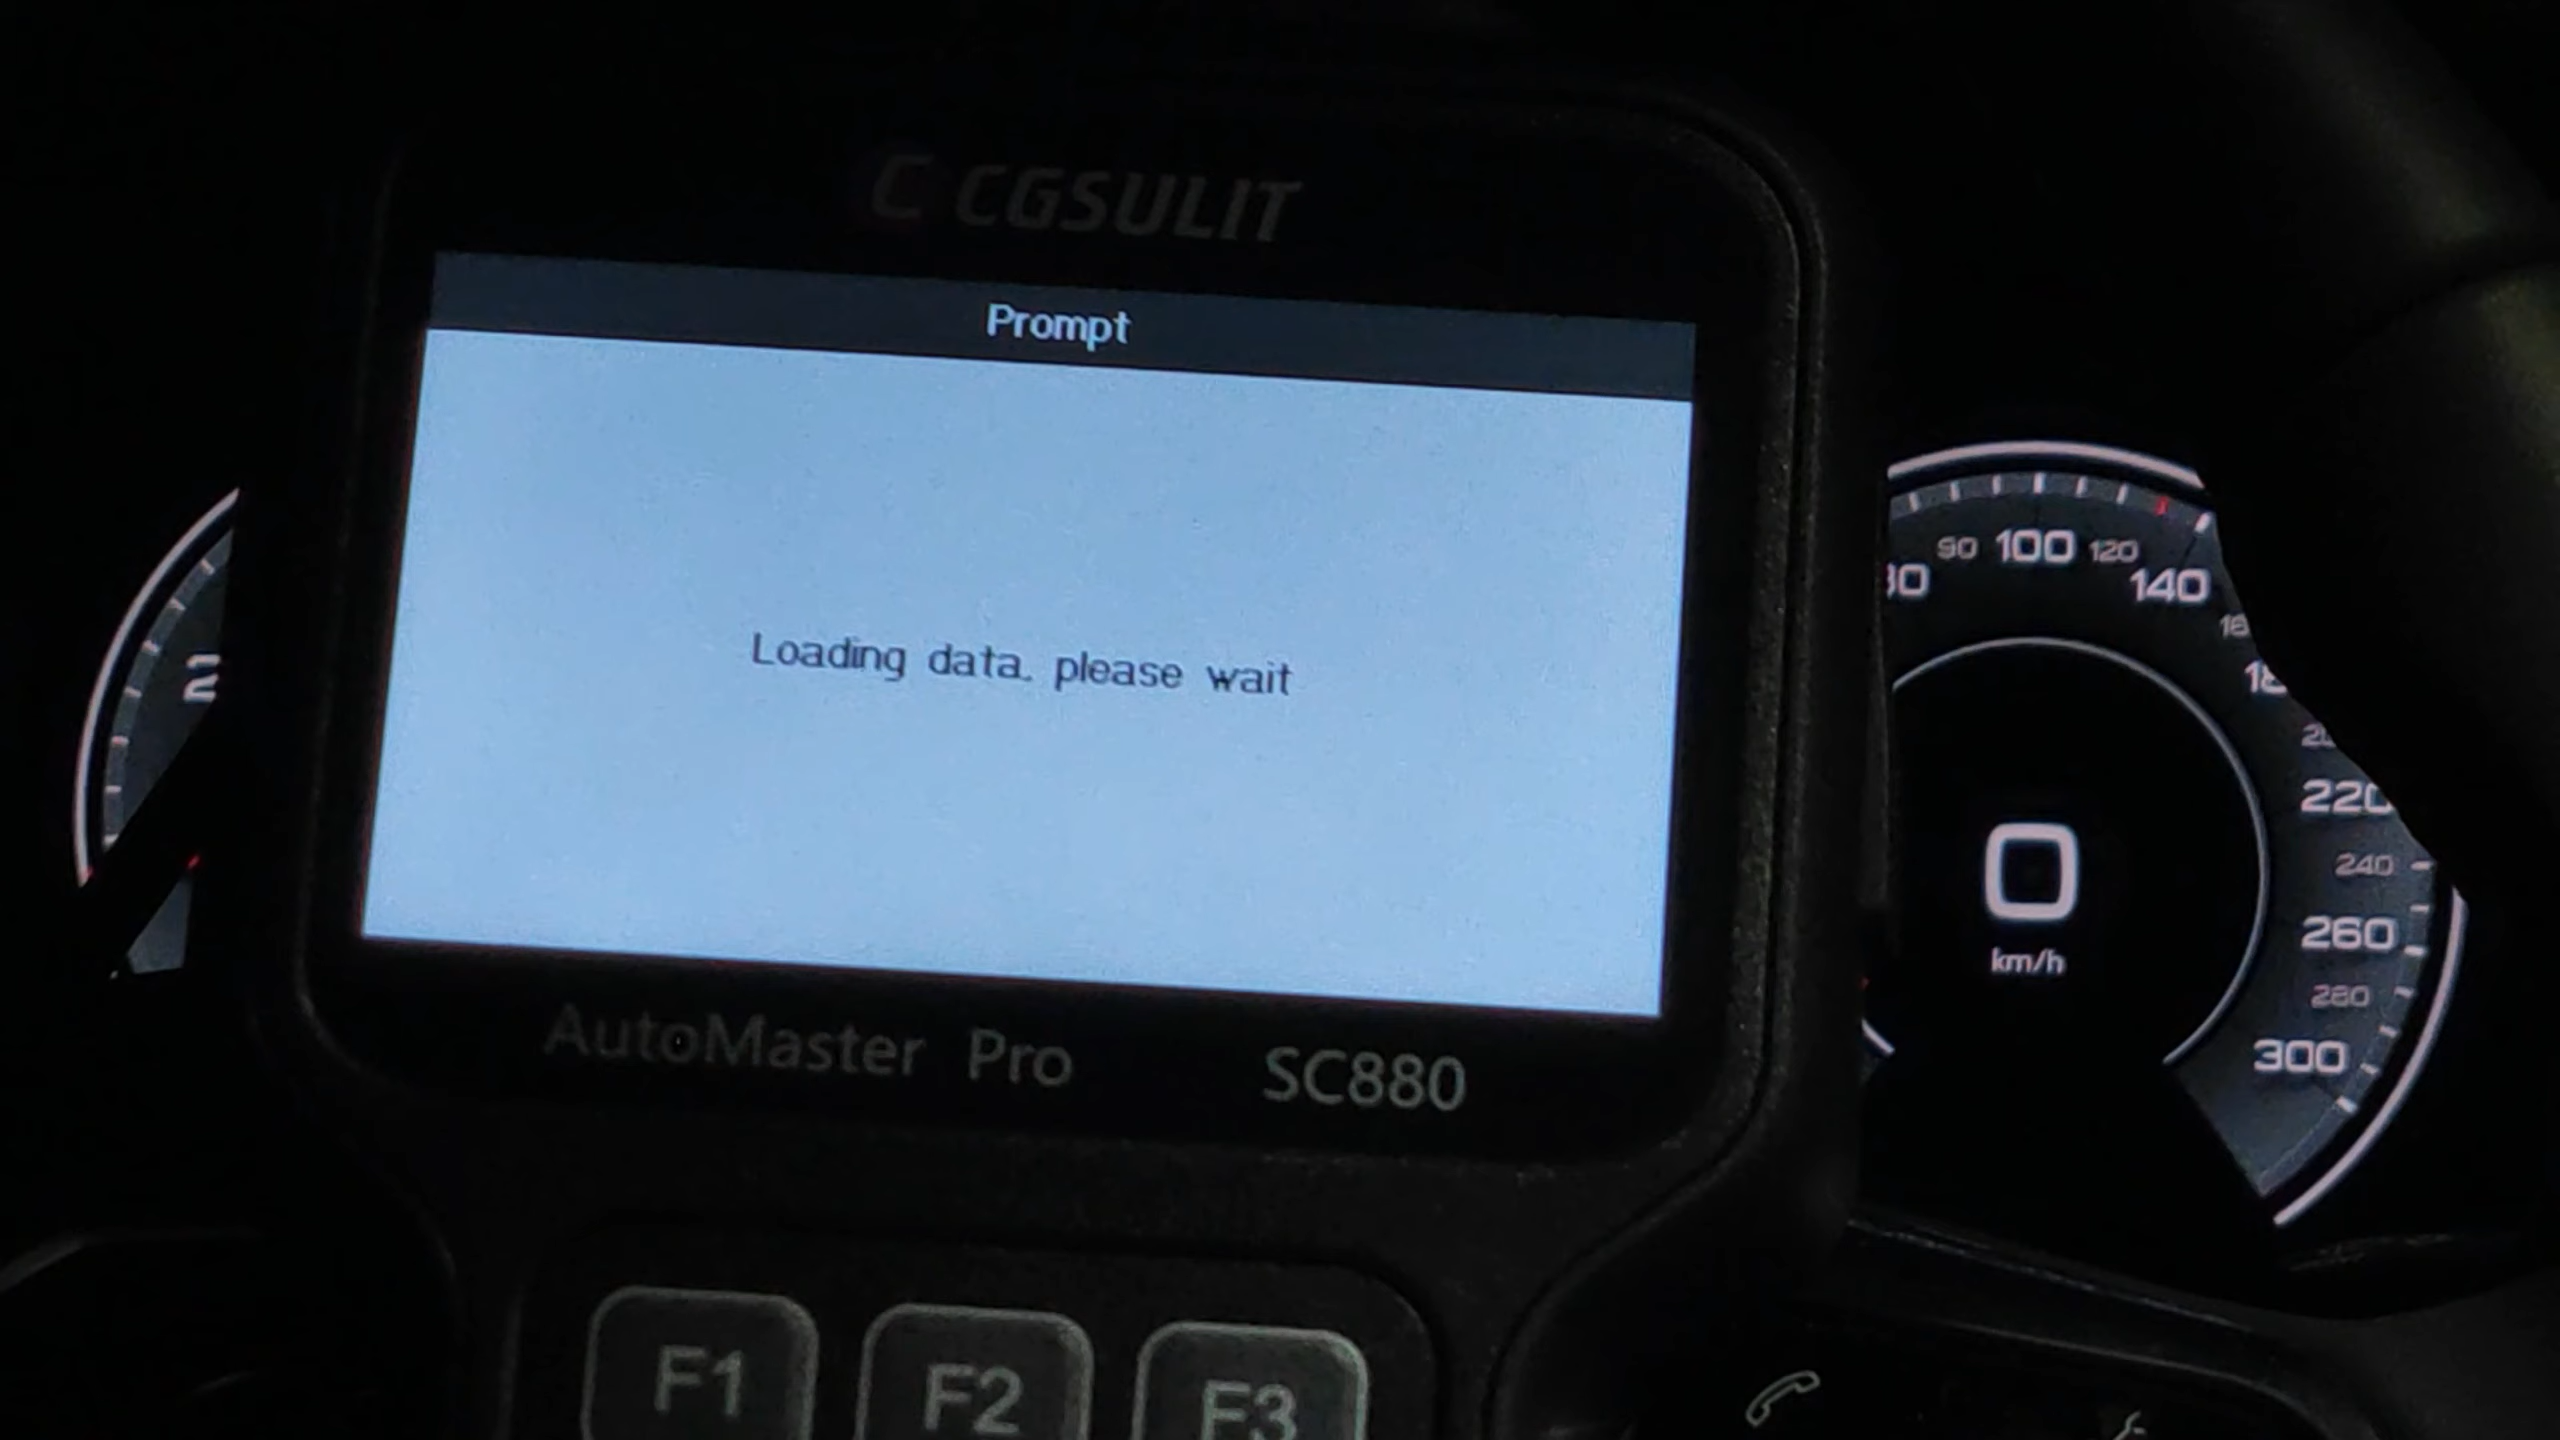 C CGSULIT
Prompt
Loading data. please wait
AutoMaster Pro SC880
F1 F2 F3
2
90 100 120
140
220
240
260
280
300
0
km/h